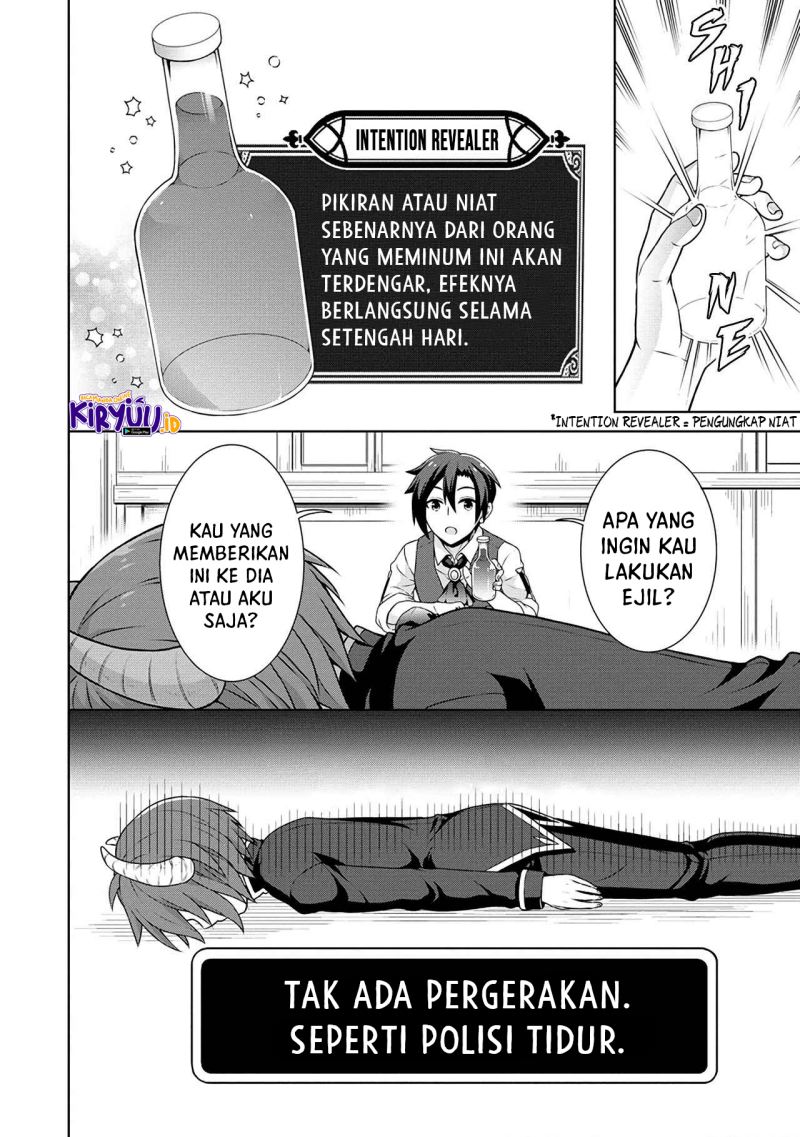 SHIINE
INTENTION REVEALER
PIKIRAN ATAU NIAT
SEBENARNYA DARI ORANG
YANG MEMINUM INI AKAN
TERDENGAR, EFEKNYA
BERLANGSUNG SELAMA
SETENGAH HARI.
KIRYUU.ID
*INTENTION REVEALER = PENGUNGKAP NIAT
APA YANG
INGIN KAU
LAKUKAN
EJIL?
KAU YANG
MEMBERIKAN
INI KE DIA
ATAU AKU
SAJA?
TAK ADA PERGERAKAN.
SEPERTI POLISI TIDUR.